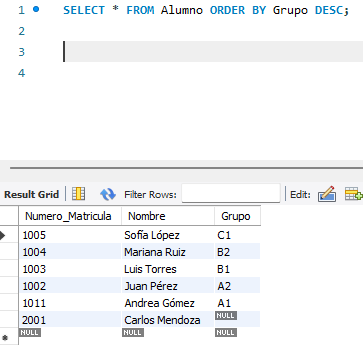 1 SELECT * FROM Alumno ORDER BY Grupo DESC;
2
3
4
Result Grid Filter Rows: Edit:
Numero_Matricula Nombre Grupo
1005 Sofía López C1
1004 Mariana Ruiz B2
1003 Luis Torres B1
1002 Juan Pérez A2
1011 Andrea Gómez A1
2001 Carlos Mendoza NULL
NULL NULL NULL